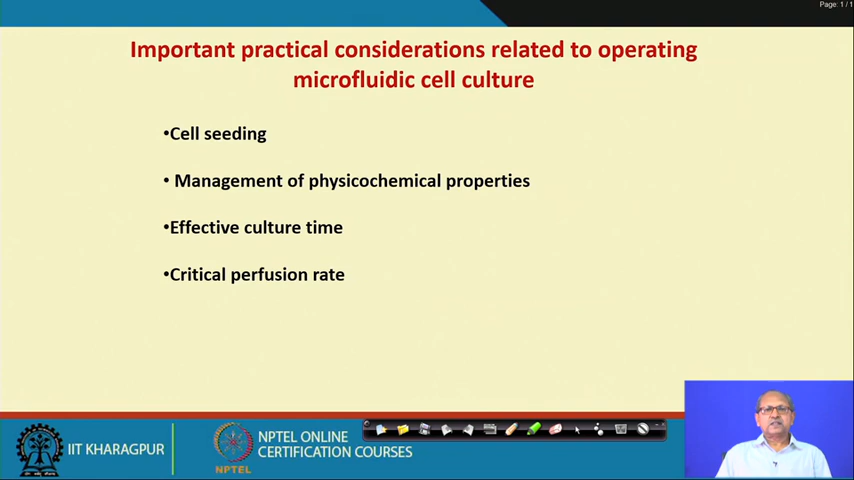 Page: 1 / 1
Important practical considerations related to operating
microfluidic cell culture
•Cell seeding
• Management of physicochemical properties
•Effective culture time
•Critical perfusion rate
IIT KHARAGPUR
NPTEL
NPTEL ONLINE
CERTIFICATION COURSES